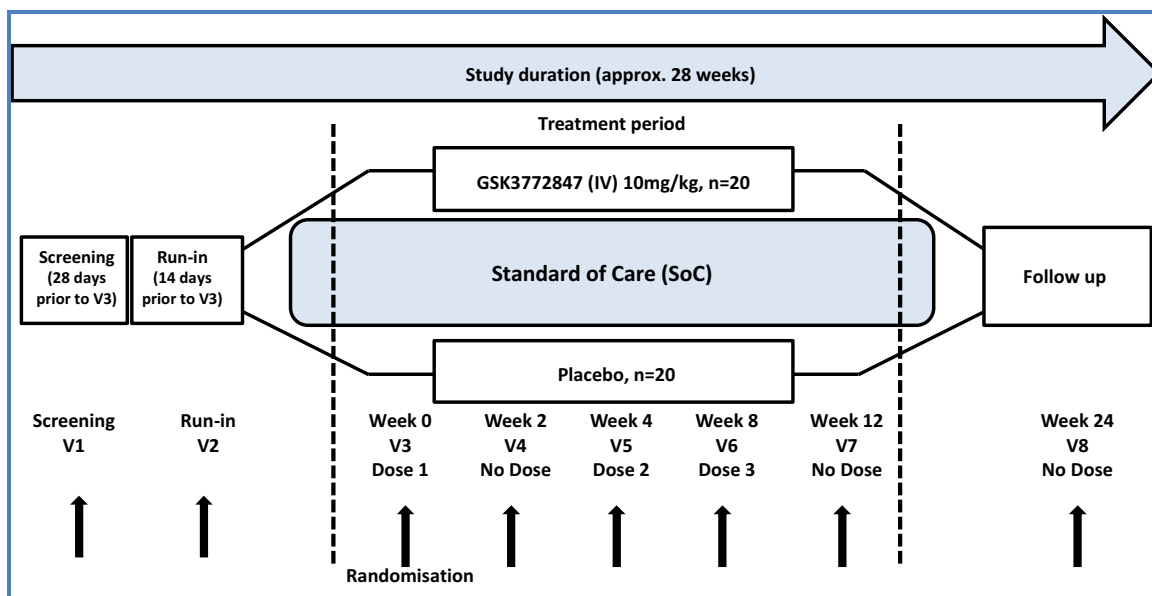 Study duration (approx. 28 weeks)
Treatment period
GSK3772847 (IV) 10mg/kg, n=20
Screening
(28 days
prior to V3)
Run-in
(14 days
prior to V3)
Standard of Care (SoC)
Follow up
Placebo, n=20
Screening
V1
Run-in
V2
Week 0
V3
Dose 1
Week 2
V4
No Dose
Week 4
V5
Dose 2
Week 8
V6
Dose 3
Week 12
V7
No Dose
Week 24
V8
No Dose
Randomisation